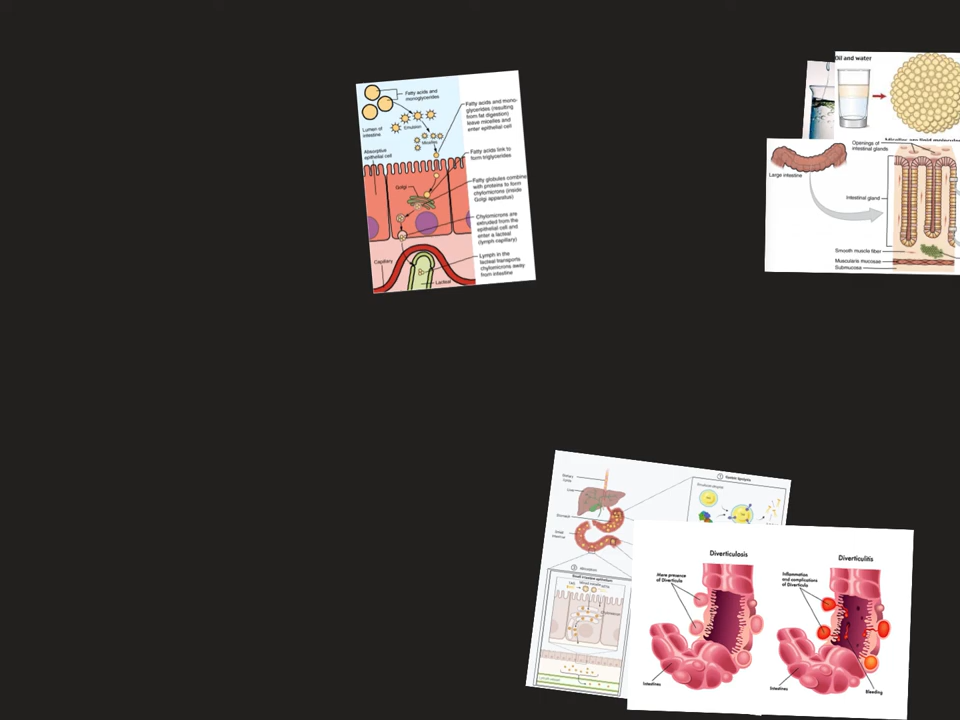 Fatty acids and
monoglycerides
Lumen of
intestine
Emulsion
Micelles
Absorptive
epithelial cell
Golgi
Capillary
Lacteal
Fatty acids and mono-
glycerides (resulting
from fat digestion)
leave micelles and
enter epithelial cell
Fatty acids link to
form triglycerides
Fatty globules combine
with proteins to form
chylomicrons (inside
Golgi apparatus)
Chylomicrons are
extruded from the
epithelial cell and
enter a lacteal
(lymph capillary)
Lymph in the
lacteal transports
chylomicrons away
from intestine
Oil and water
Large intestine
Openings of
intestinal glands
Intestinal gland
Smooth muscle fiber
Muscularis mucosae
Submucosa
Liver
Stomach
Small
intestine
Diverticulosis
More presence
of Diverticula
Intestines
Diverticulitis
Inflammation
and complications
of Diverticula
Intestines
Bleeding